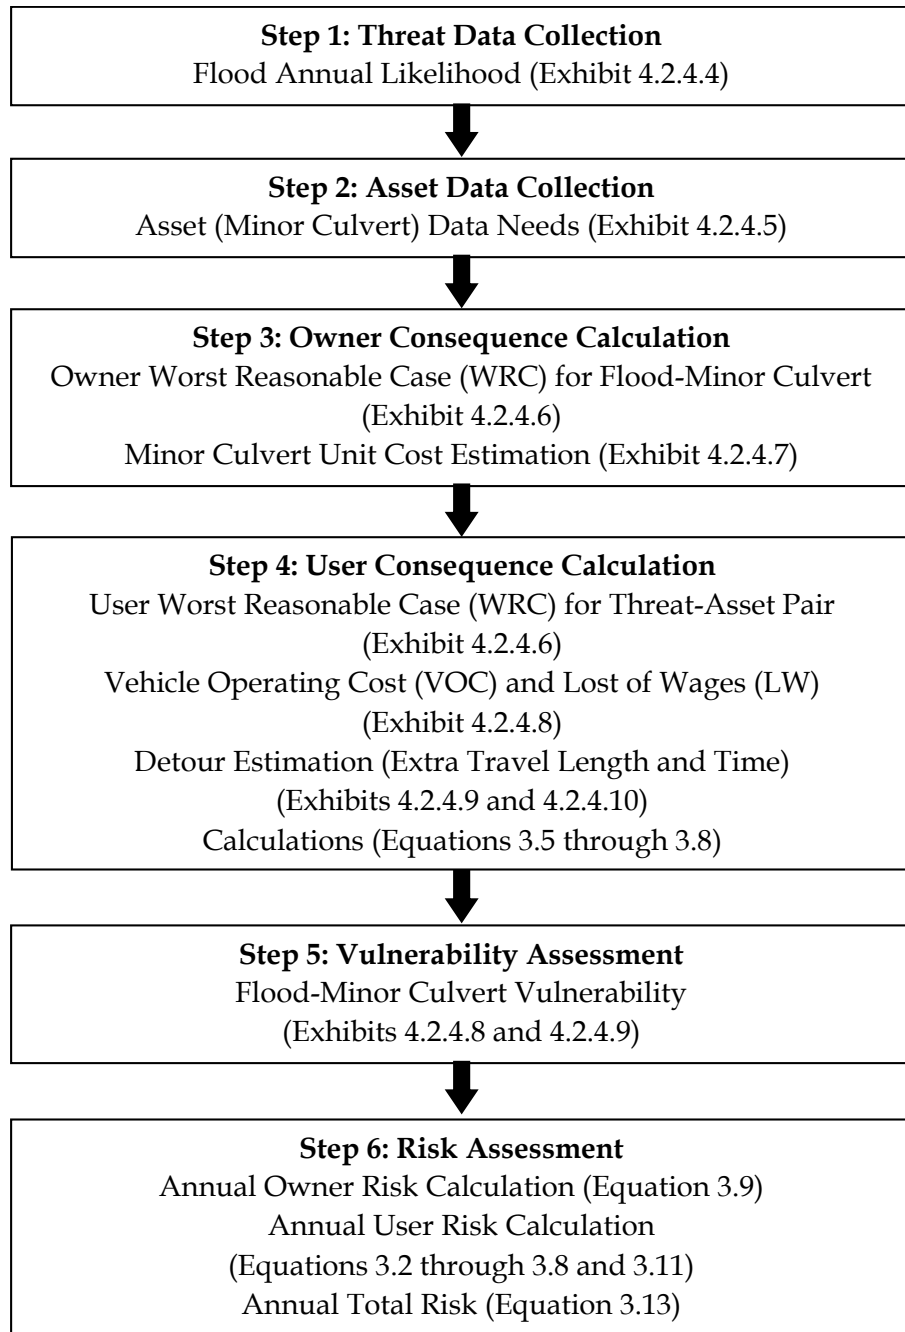 Step 1: Threat Data Collection
Flood Annual Likelihood (Exhibit 4.2.4.4)
Step 2: Asset Data Collection
Asset (Minor Culvert) Data Needs (Exhibit 4.2.4.5)
Step 3: Owner Consequence Calculation
Owner Worst Reasonable Case (WRC) for Flood-Minor Culvert
(Exhibit 4.2.4.6)
Minor Culvert Unit Cost Estimation (Exhibit 4.2.4.7)
Step 4: User Consequence Calculation
User Worst Reasonable Case (WRC) for Threat-Asset Pair
(Exhibit 4.2.4.6)
Vehicle Operating Cost (VOC) and Lost of Wages (LW)
(Exhibit 4.2.4.8)
Detour Estimation (Extra Travel Length and Time)
(Exhibits 4.2.4.9 and 4.2.4.10)
Calculations (Equations 3.5 through 3.8)
Step 5: Vulnerability Assessment
Flood-Minor Culvert Vulnerability
(Exhibits 4.2.4.8 and 4.2.4.9)
Step 6: Risk Assessment
Annual Owner Risk Calculation (Equation 3.9)
Annual User Risk Calculation
(Equations 3.2 through 3.8 and 3.11)
Annual Total Risk (Equation 3.13)